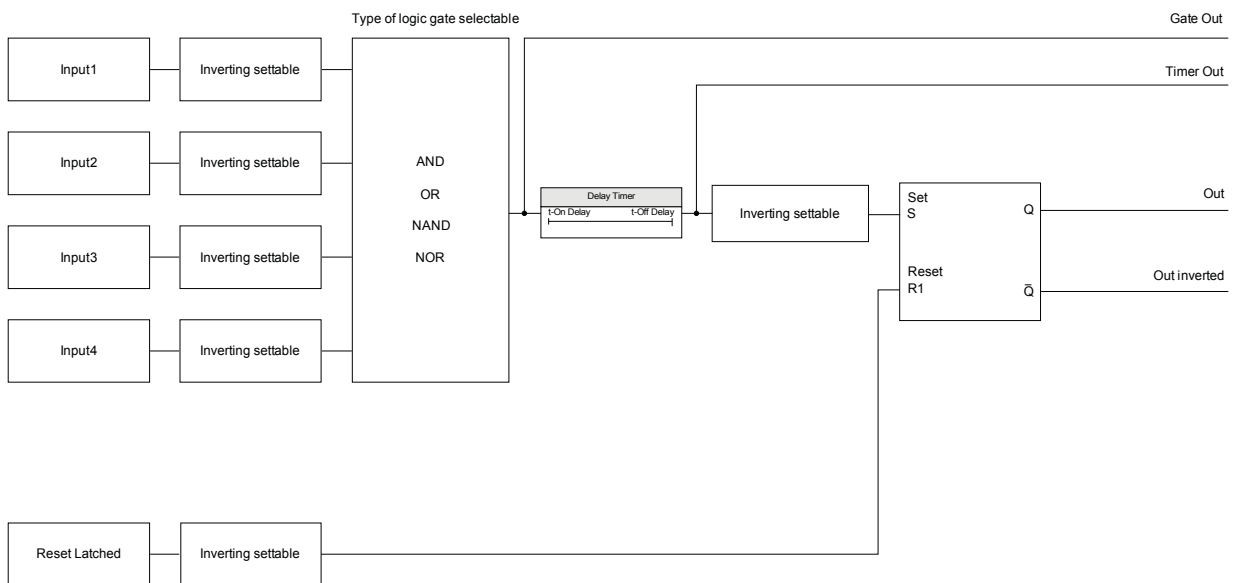 Type of logic gate selectable
Gate Out
Input1
Inverting settable
Timer Out
Input2
Inverting settable
AND
OR
NAND
NOR
Delay Timer
t-On Delay
t-Off Delay
Inverting settable
Set
S
Q
Out
Reset
R1
Q̅
Out inverted
Input3
Inverting settable
Input4
Inverting settable
Reset Latched
Inverting settable